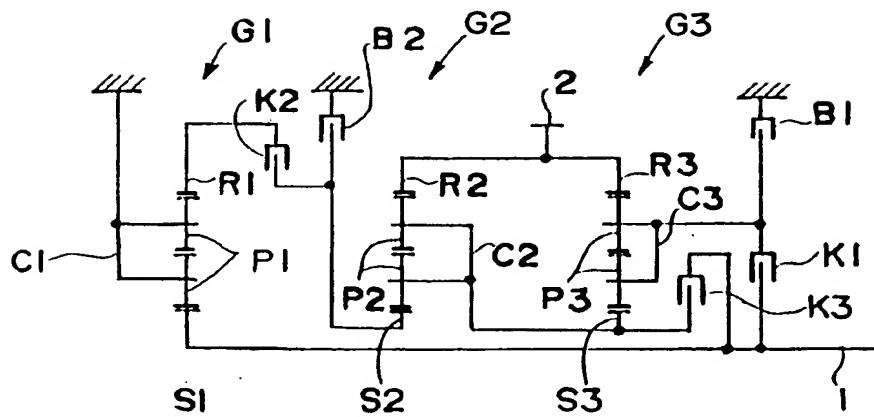 G1 B2 G2 G3
K2 2 B1
R1 R2 R3
C3
C1 P1 C2 K1
P2 P3 K3
S1 S2 S3 1